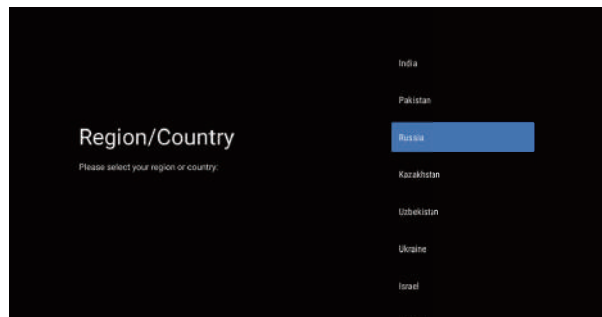 Region/Country
Please select your region or country:
India
Pakistan
Russia
Kazakhstan
Uzbekistan
Ukraine
Israel